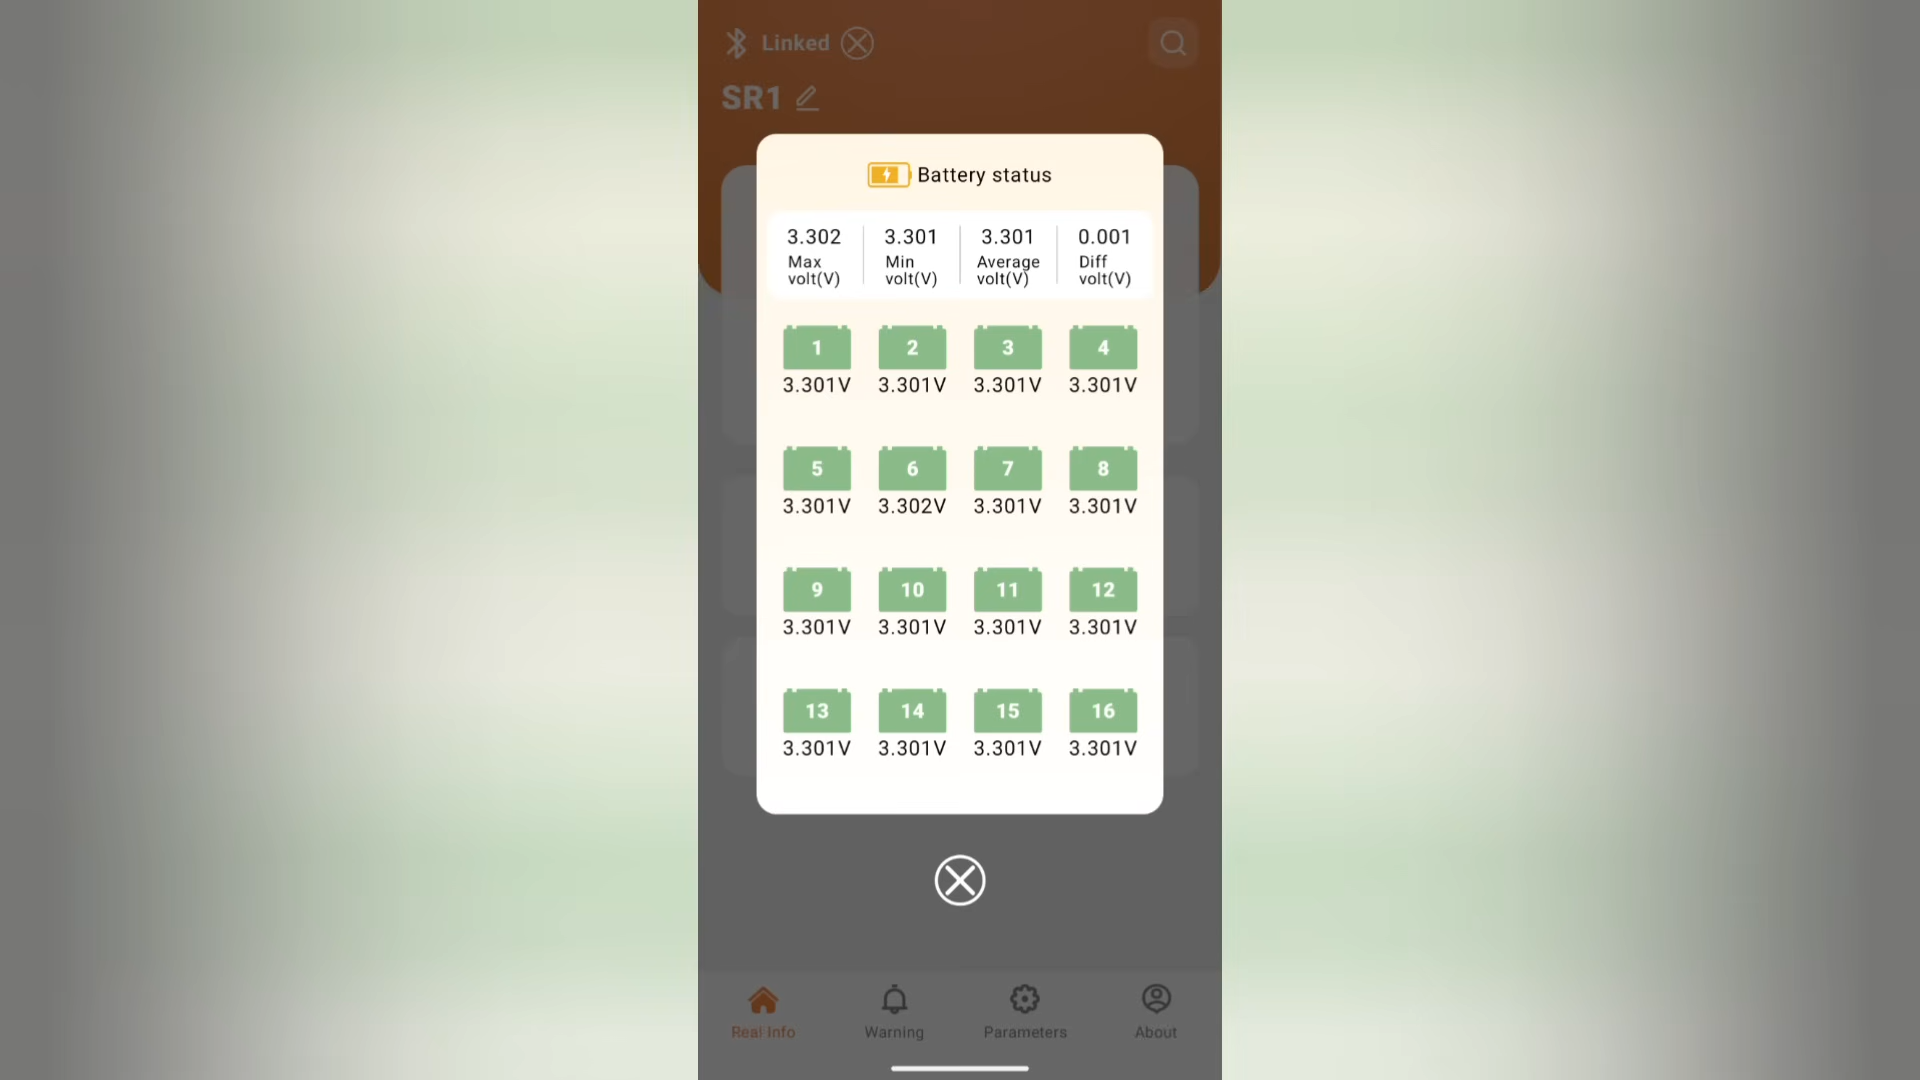 Linked
SR1
Battery status
3.302 3.301 3.301 0.001
Max Min Average Diff
volt(V) volt(V) volt(V) volt(V)
1 2 3 4
3.301V 3.301V 3.301V 3.301V
5 6 7 8
3.301V 3.302V 3.301V 3.301V
9 10 11 12
3.301V 3.301V 3.301V 3.301V
13 14 15 16
3.301V 3.301V 3.301V 3.301V
Real Info Warning Parameters About